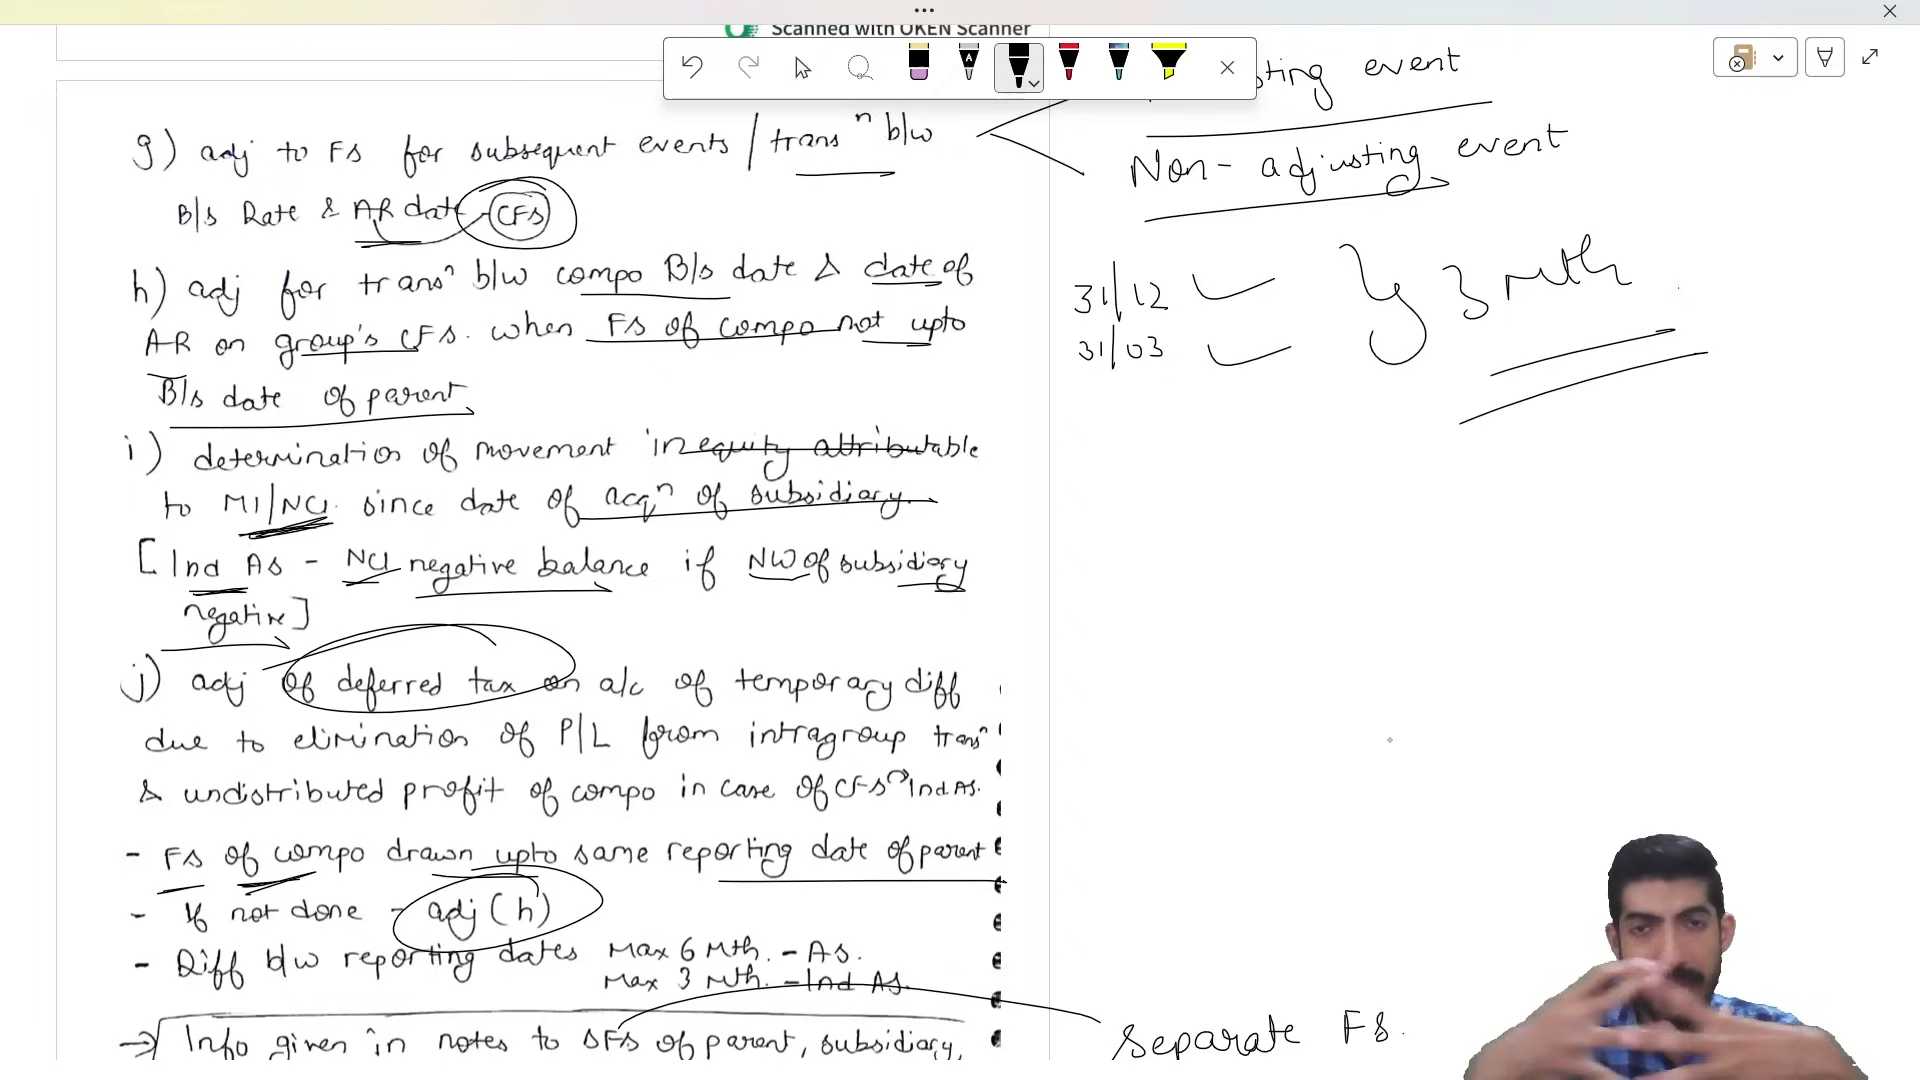 Scanned with OKEN Scanner
g) adj to FS for subsequent events / transⁿ b/w
B/s Rate & AR date - CFS
h) adj for transⁿ b/w compo B/s date & date of
AR on group's CFS. when FS of compo not upto
B/s date of parent
i) determination of movement in equity attributable
to MI/NCI since date of acqⁿ of subsidiary.
[Ind As - NCI negative balance if NW of subsidiary
negative]
j) adj of deferred tax on a/c of temporary diff
due to elimination of P/L from intragroup transⁿ
& undistributed profit of compo in case of CFS Ind AS.
- FS of compo drawn upto same reporting date of parent
- If not done - adj (h)
- Diff b/w reporting dates Max 6 Mth. - As.
Max 3 Mth. - Ind As.
→ Info given in notes to SFS of parent, subsidiary,
sting event
Non- adjusting event
31/12
31/03
3 mth
Separate FS.